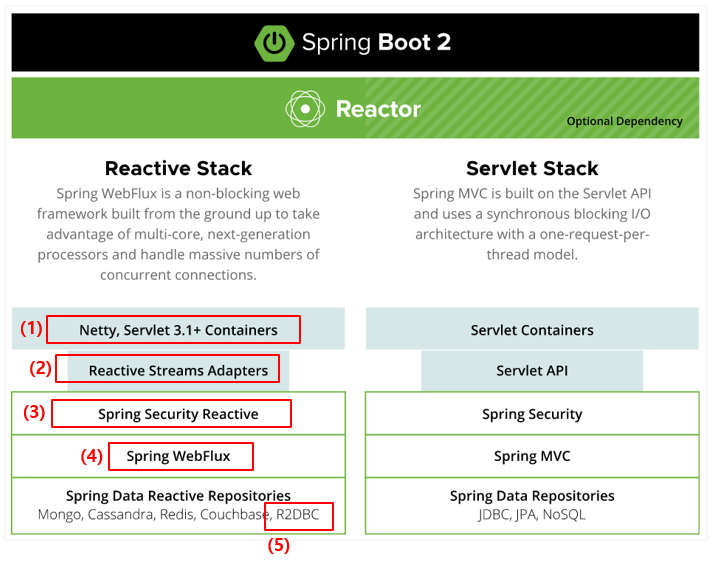 Spring Boot 2
Reactor
Optional Dependency
Reactive Stack
Spring WebFlux is a non-blocking web
framework built from the ground up to take
advantage of multi-core, next-generation
processors and handle massive numbers of
concurrent connections.
Servlet Stack
Spring MVC is built on the Servlet API
and uses a synchronous blocking I/O
architecture with a one-request-per-
thread model.
(1) Netty, Servlet 3.1+ Containers
Servlet Containers
(2) Reactive Streams Adapters
Servlet API
(3) Spring Security Reactive
Spring Security
(4) Spring WebFlux
Spring MVC
Spring Data Reactive Repositories
Mongo, Cassandra, Redis, Couchbase, R2DBC
(5)
Spring Data Repositories
JDBC, JPA, NoSQL